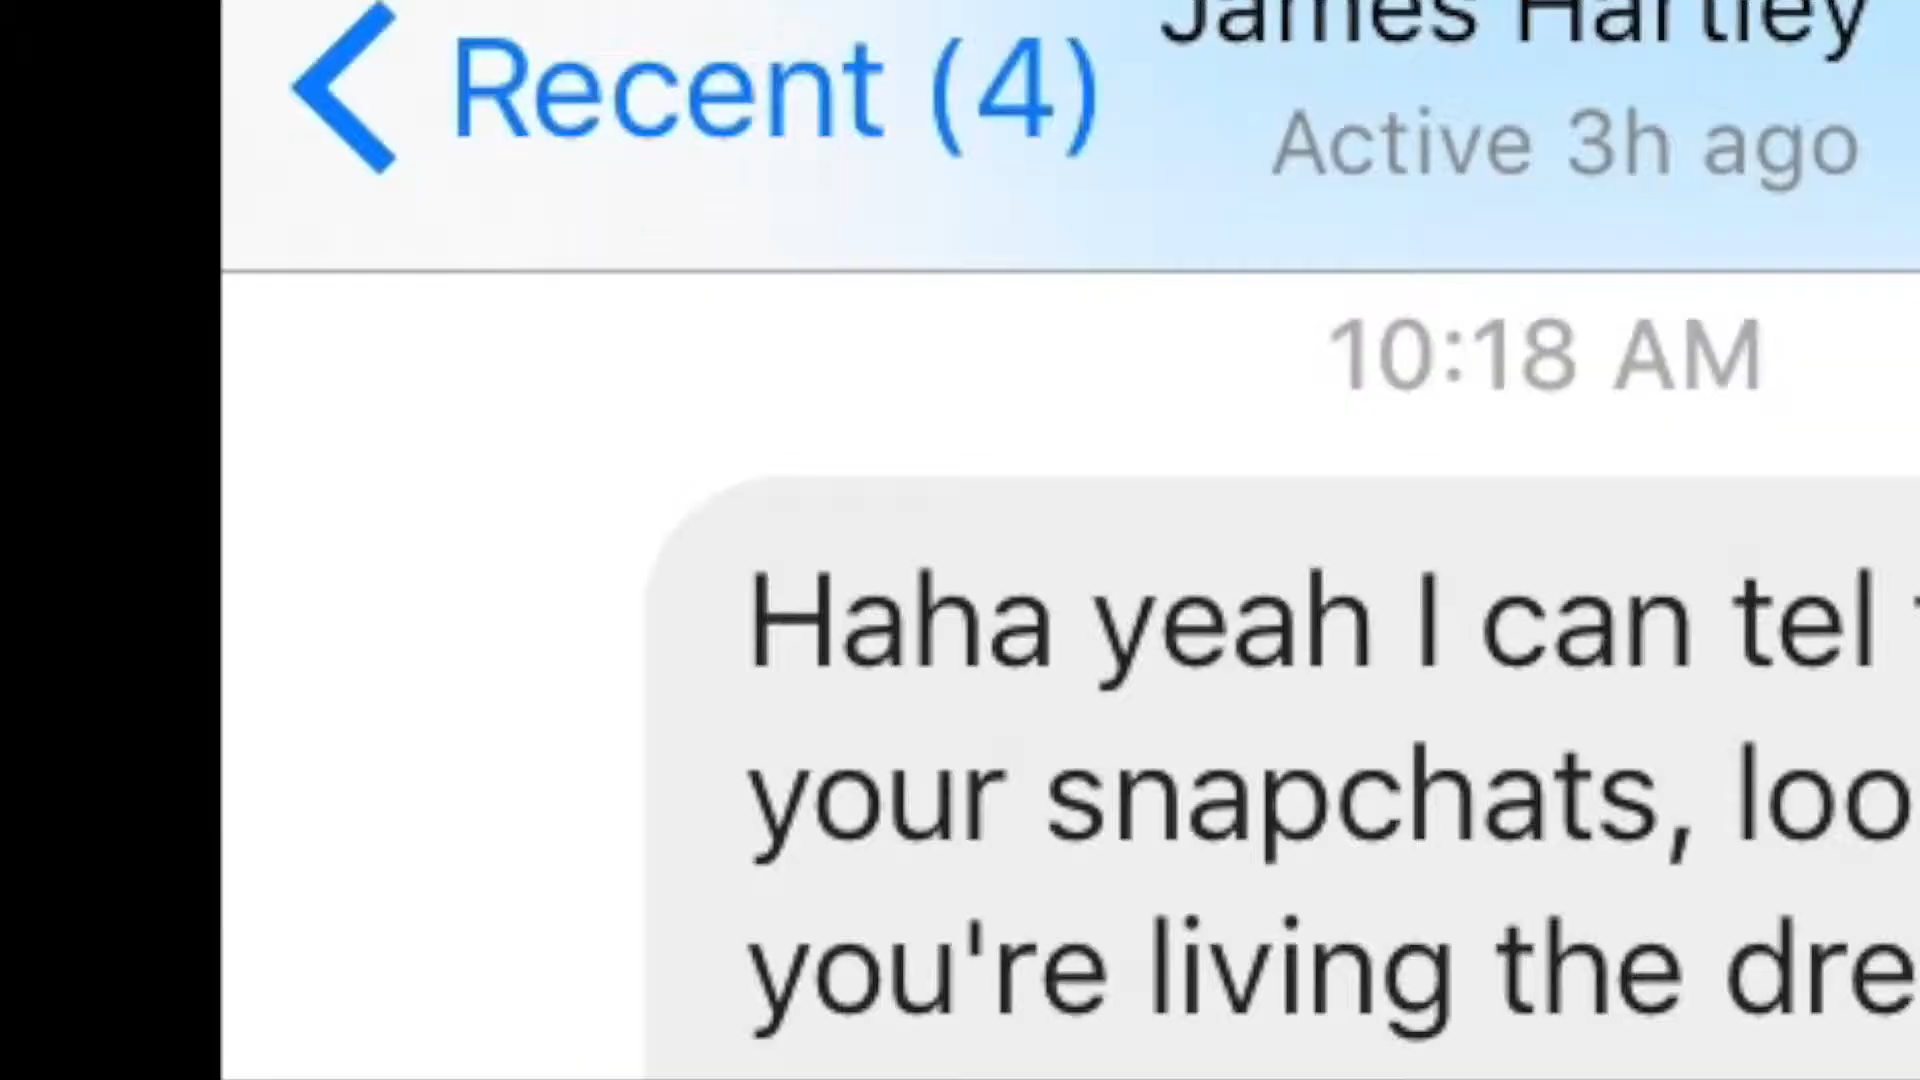 James Hartley
Recent (4)
Active 3h ago
10:18 AM
Haha yeah I can tel
your snapchats, loo
you're living the dre